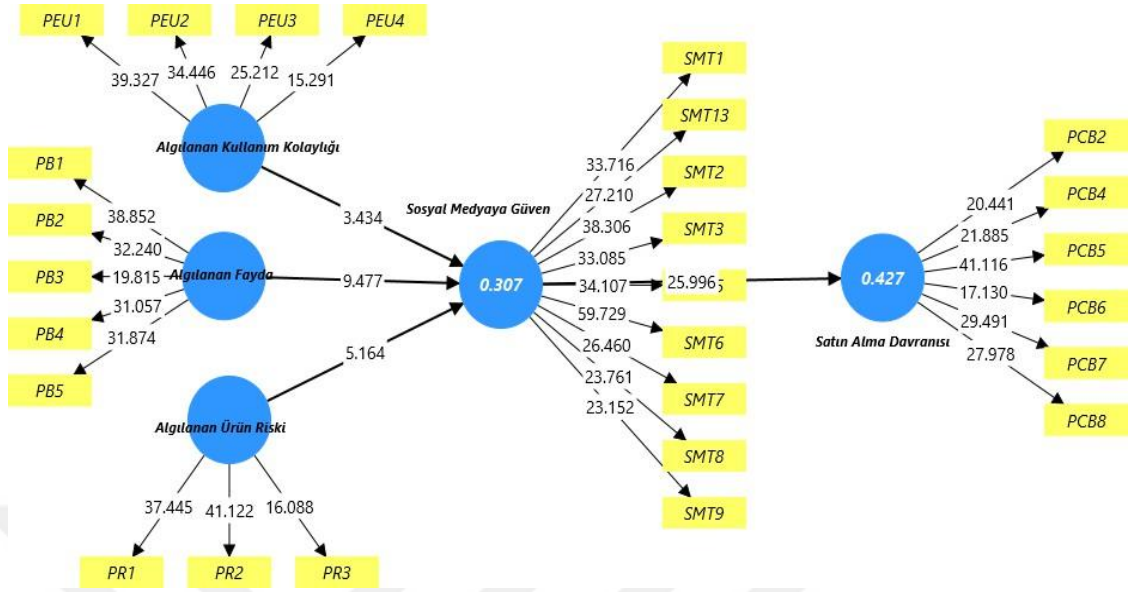 PEU1
PEU2
PEU3
PEU4
39.327
34.446
25.212
15.291
Algılanan Kullanım Kolaylığı
PB1
PB2
PB3
PB4
PB5
38.852
32.240
19.815
31.057
31.874
Algılanan Fayda
Algılanan Ürün Riski
37.445
41.122
16.088
PR1
PR2
PR3
3.434
9.477
5.164
Sosyal Medyaya Güven
0.307
33.716
27.210
38.306
33.085
34.107
59.729
26.460
23.761
23.152
SMT1
SMT13
SMT2
SMT3
SMT6
SMT7
SMT8
SMT9
25.996
0.427
Satın Alma Davranısı
20.441
21.885
41.116
17.130
29.491
27.978
PCB2
PCB4
PCB5
PCB6
PCB7
PCB8